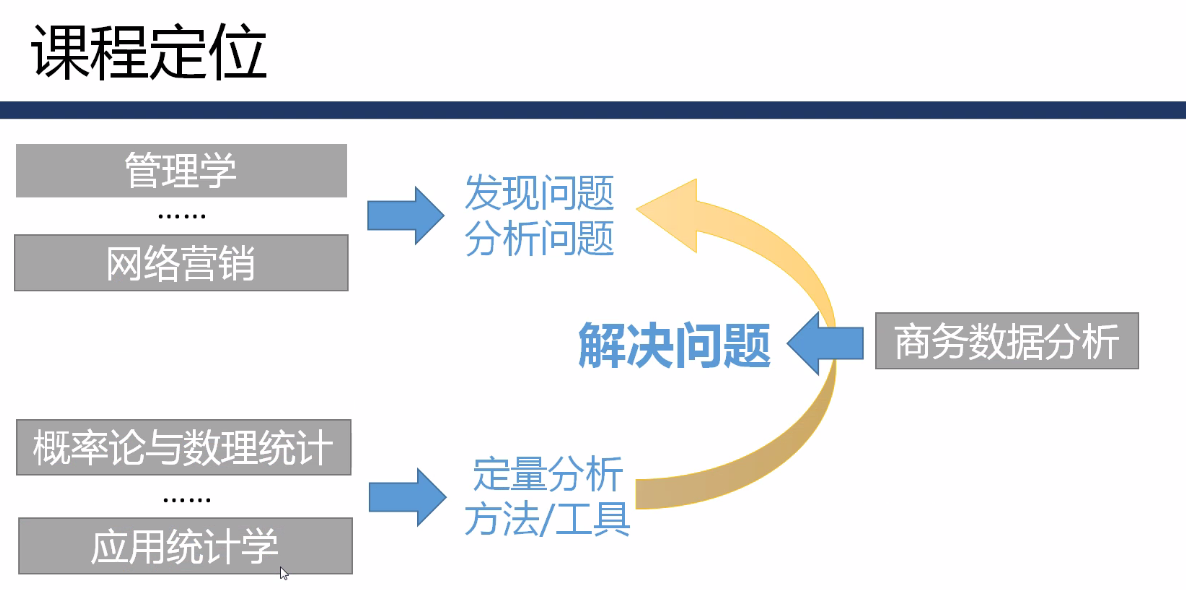 课程定位
管理学
……
网络营销
发现问题
分析问题
解决问题
商务数据分析
概率论与数理统计
……
应用统计学
定量分析
方法/工具